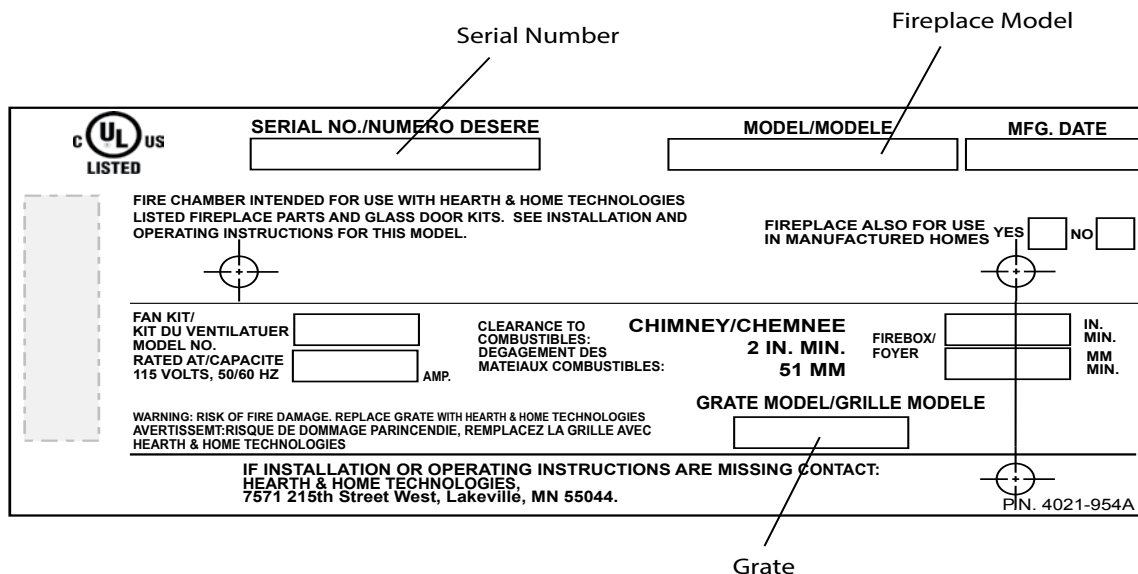 Serial Number
Fireplace Model
C UL US
LISTED
SERIAL NO./NUMERO DESERE
MODEL/MODELE
MFG. DATE
FIRE CHAMBER INTENDED FOR USE WITH HEARTH & HOME TECHNOLOGIES
LISTED FIREPLACE PARTS AND GLASS DOOR KITS. SEE INSTALLATION AND
OPERATING INSTRUCTIONS FOR THIS MODEL.
FIREPLACE ALSO FOR USE
IN MANUFACTURED HOMES
YES
NO
FAN KIT/
KIT DU VENTILATUER
MODEL NO.
RATED AT/CAPACITE
115 VOLTS, 50/60 HZ
AMP.
CLEARANCE TO
COMBUSTIBLES:
DEGAGEMENT DES
MATEIAUX COMBUSTIBLES:
CHIMNEY/CHEMNEE
2 IN. MIN.
51 MM
FIREBOX/
FOYER
IN.
MIN.
MM
MIN.
WARNING: RISK OF FIRE DAMAGE. REPLACE GRATE WITH HEARTH & HOME TECHNOLOGIES
AVERTISSEMT:RISQUE DE DOMMAGE PARINCENDIE, REMPLACEZ LA GRILLE AVEC
HEARTH & HOME TECHNOLOGIES
GRATE MODEL/GRILLE MODELE
IF INSTALLATION OR OPERATING INSTRUCTIONS ARE MISSING CONTACT:
HEARTH & HOME TECHNOLOGIES,
7571 215th Street West, Lakeville, MN 55044.
P/N. 4021-954A
Grate